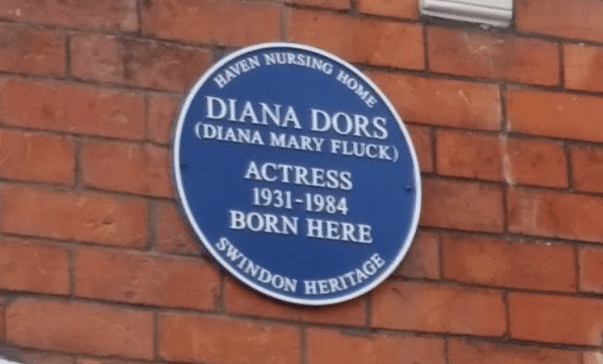 HAVEN NURSING HOME
DIANA DORS
(DIANA MARY FLUCK)
ACTRESS
1931-1984
BORN HERE
SWINDON HERITAGE